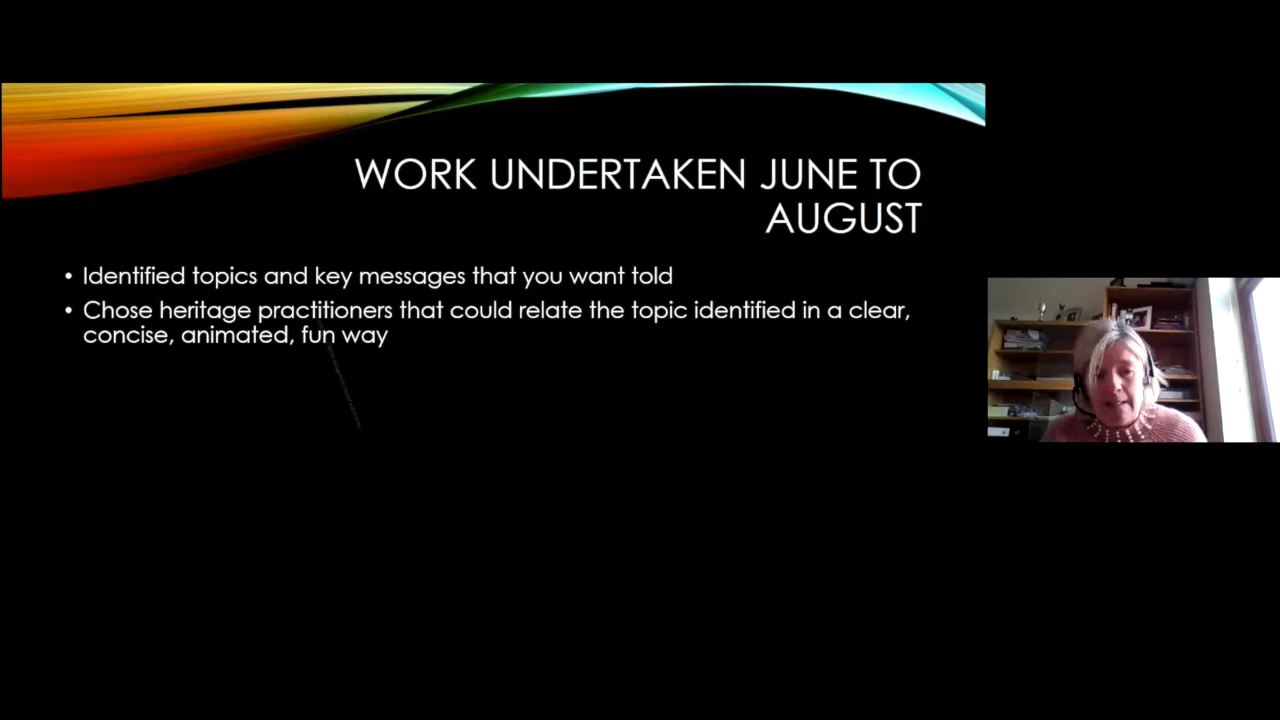 WORK UNDERTAKEN JUNE TO
AUGUST
• Identified topics and key messages that you want told
• Chose heritage practitioners that could relate the topic identified in a clear,
concise, animated, fun way